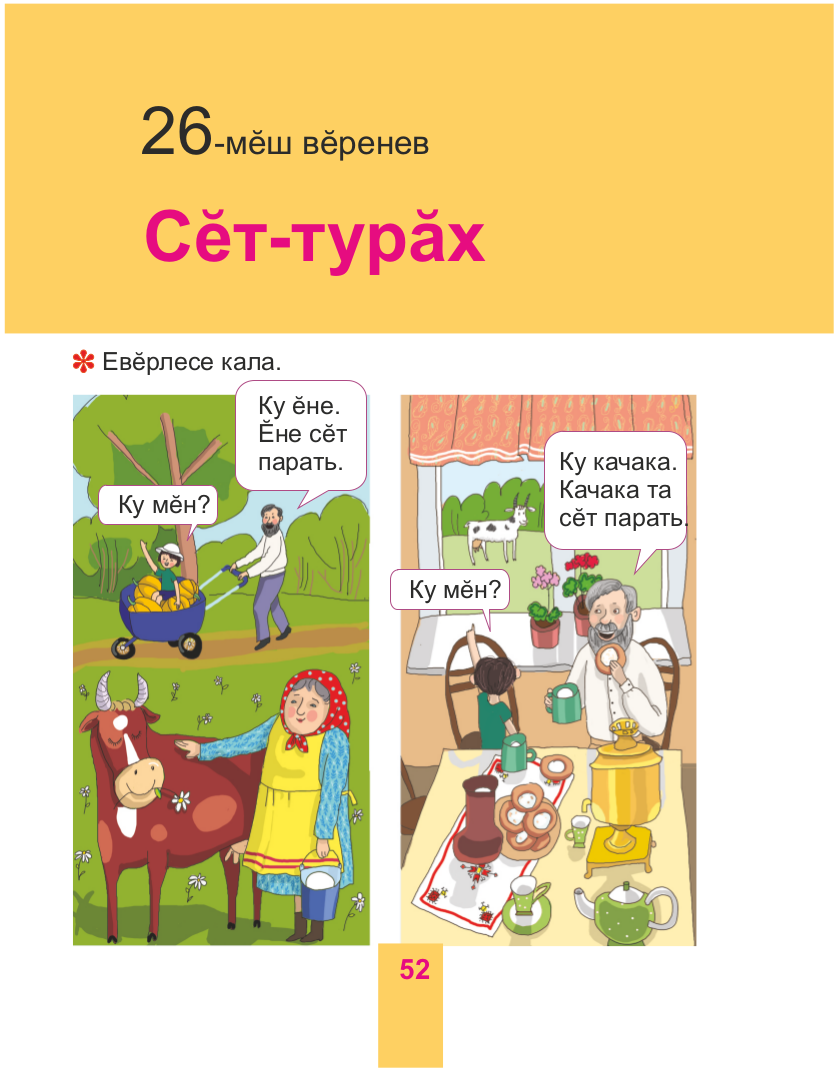 26-мӗш вӗренев
Сӗт-турӑх
Евӗрлесе кала.
Ку ӗне.
Ӗне сӗт
парать.
Ку мӗн?
Ку качака.
Качака та
сӗт парать.
Ку мӗн?
52